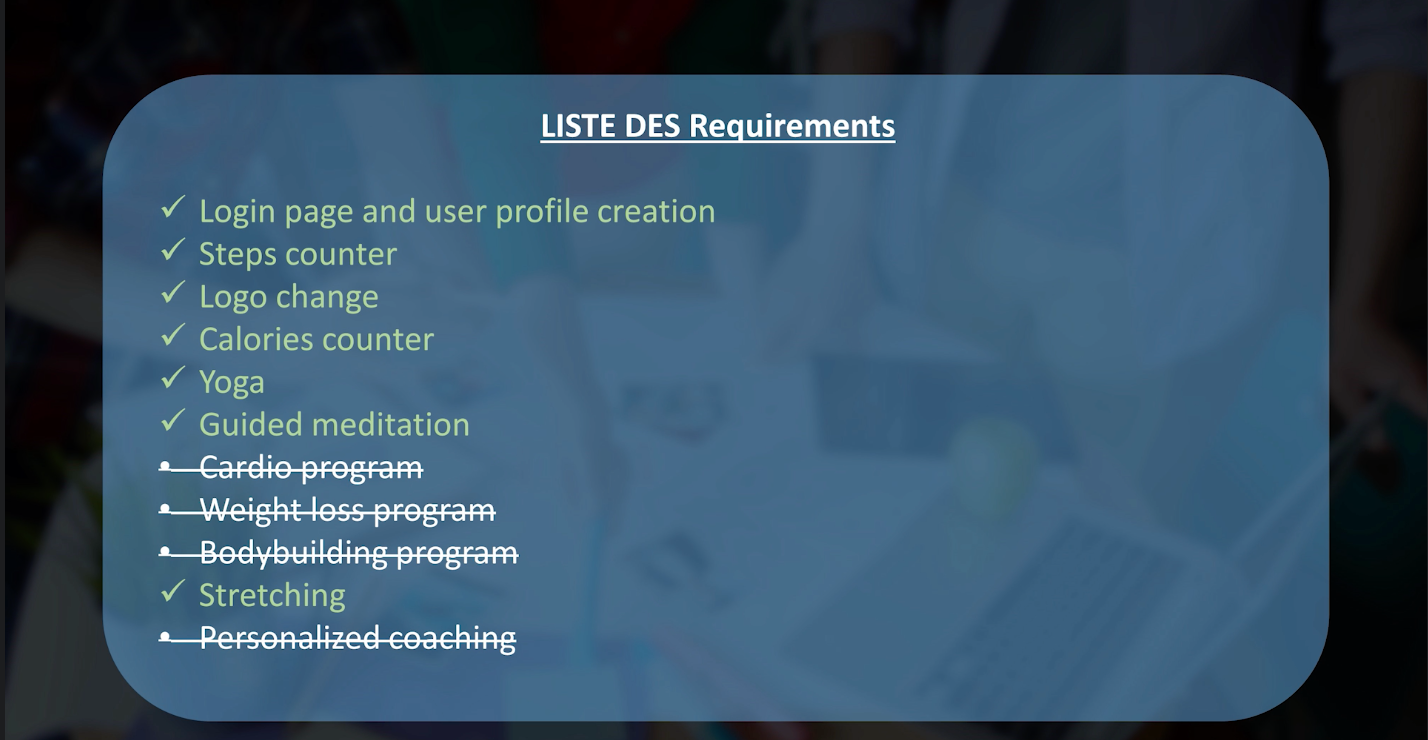 LISTE DES Requirements
✓ Login page and user profile creation
✓ Steps counter
✓ Logo change
✓ Calories counter
✓ Yoga
✓ Guided meditation
• Cardio program
• Weight loss program
• Bodybuilding program
✓ Stretching
• Personalized coaching